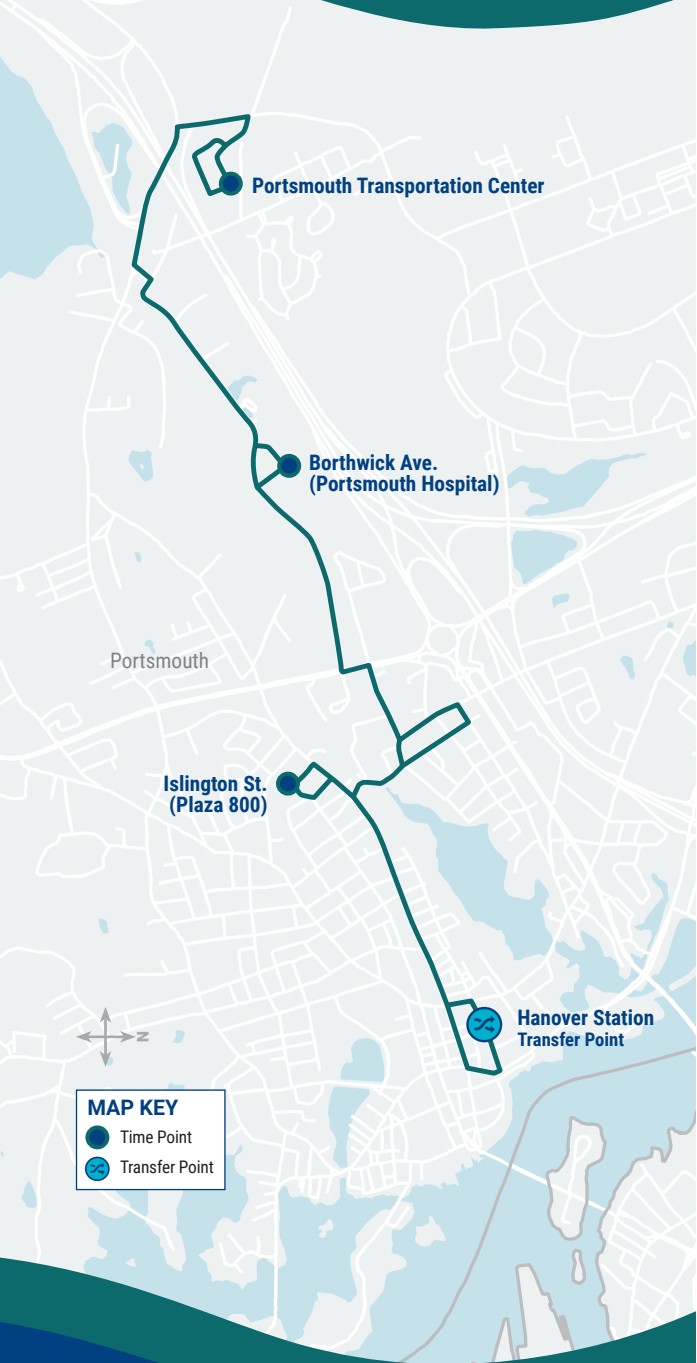 Portsmouth Transportation Center
Borthwick Ave.
(Portsmouth Hospital)
Portsmouth
Islington St.
(Plaza 800)
Hanover Station
Transfer Point
N
MAP KEY
Time Point
Transfer Point